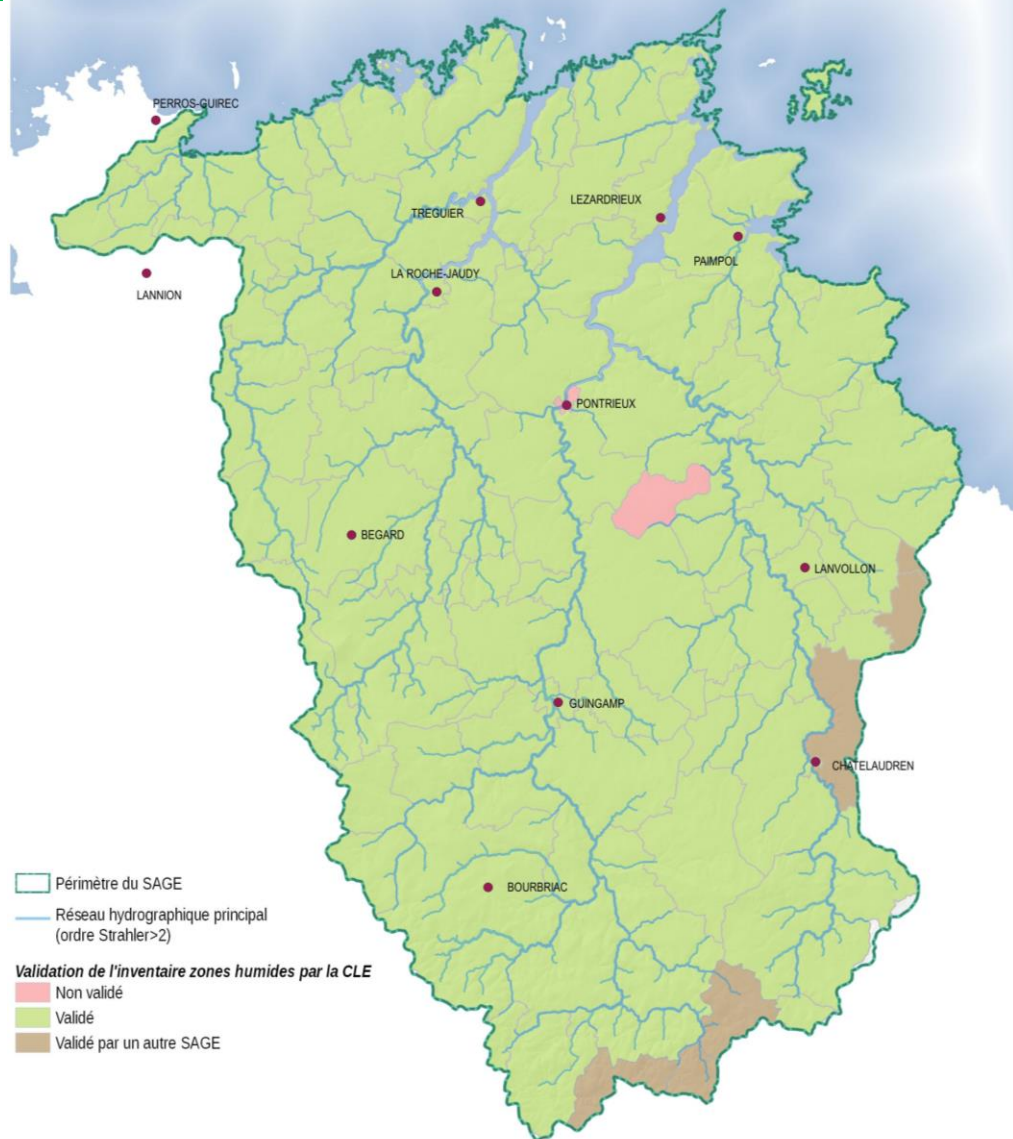 PERROS-GUIREC
TREGUIER
LEZARDRIEUX
PAIMPOL
LA ROCHE-JAUDY
LANNION
PONTRIEUX
BEGARD
LANVOLLON
GUINGAMP
CHATELAUDREN
BOURBRIAC
Périmètre du SAGE
Réseau hydrographique principal
(ordre Strahler>2)
Validation de l'inventaire zones humides par la CLE
Non validé
Validé
Validé par un autre SAGE